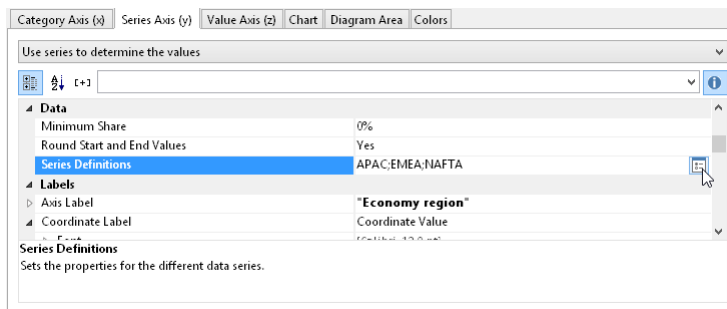 Category Axis (x) Series Axis (y) Value Axis (z) Chart Diagram Area Colors
Use series to determine the values
Data
Minimum Share 0%
Round Start and End Values Yes
Series Definitions APAC;EMEA;NAFTA
Labels
Axis Label "Economy region"
Coordinate Label Coordinate Value
Series Definitions
Sets the properties for the different data series.